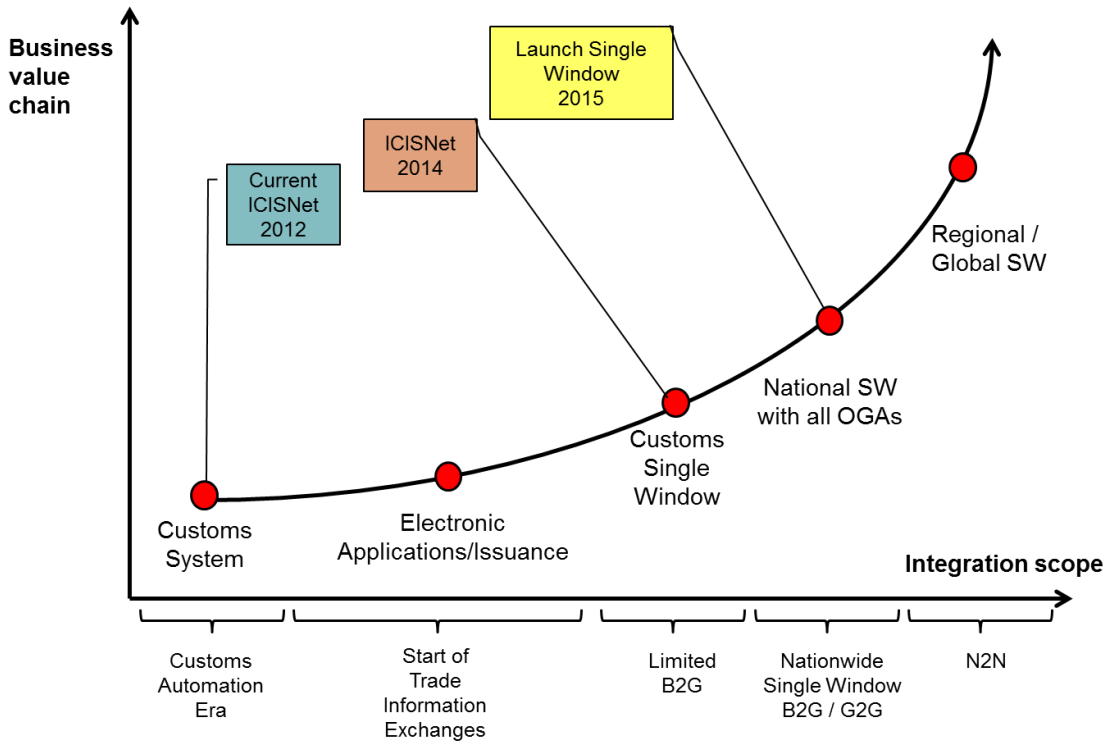 Business
value
chain
Launch Single
Window
2015
ICISNet
2014
Current
ICISNet
2012
Regional /
Global SW
National SW
with all OGAs
Customs
Single
Window
Electronic
Applications/Issuance
Customs
System
Integration scope
Customs
Automation
Era
Start of
Trade
Information
Exchanges
Limited
B2G
Nationwide
Single Window
B2G / G2G
N2N